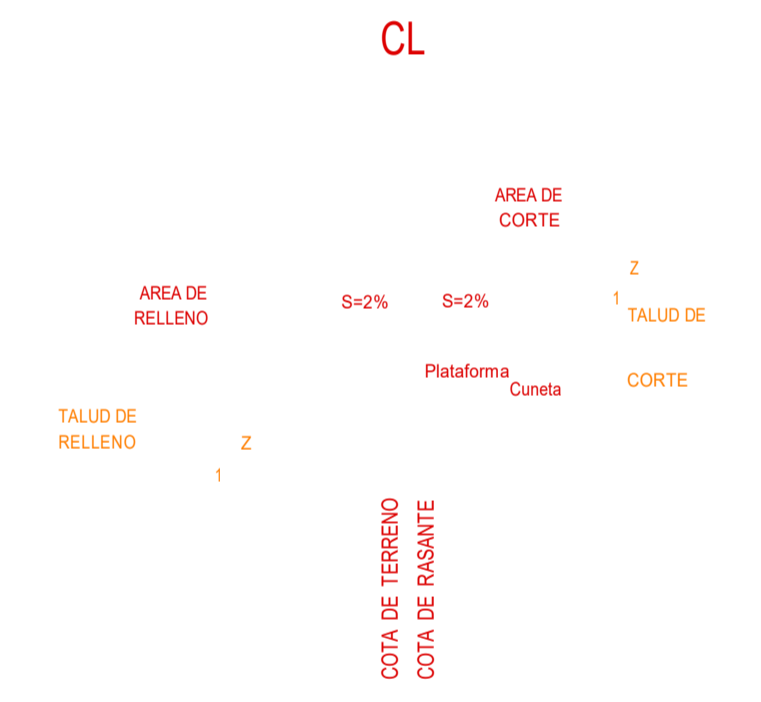 CL
AREA DE
CORTE
Z
1
TALUD DE
CORTE
AREA DE
RELLENO
S=2%
S=2%
Plataforma
Cuneta
TALUD DE
RELLENO
Z
1
COTA DE TERRENO
COTA DE RASANTE